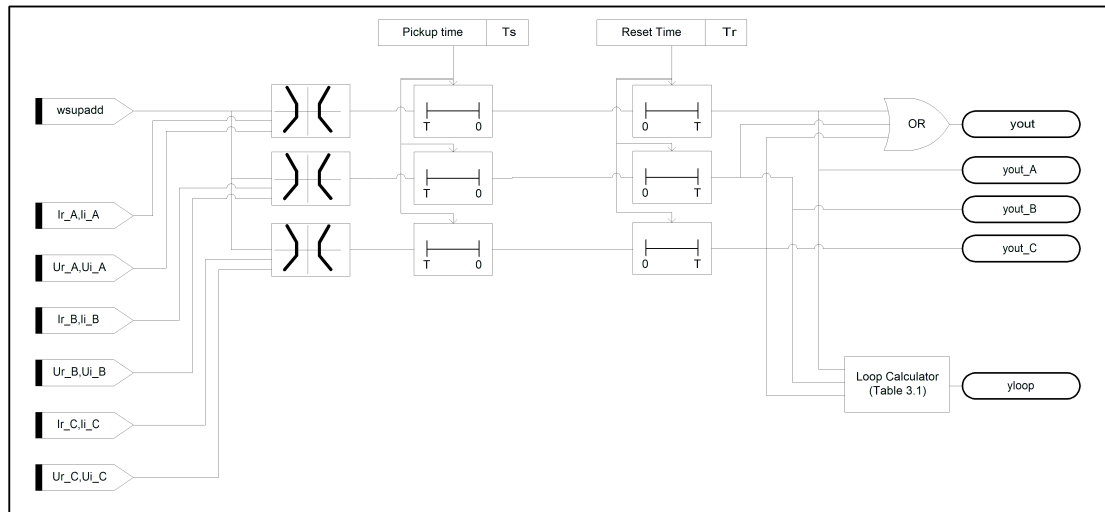 Pickup time Ts
Reset Time Tr
wsupadd
T 0
0 T
OR
yout
T 0
0 T
yout_A
Ir_A,Ii_A
yout_B
T 0
0 T
yout_C
Ur_A,Ui_A
Ir_B,Ii_B
Ur_B,Ui_B
Loop Calculator
(Table 3.1)
yloop
Ir_C,Ii_C
Ur_C,Ui_C